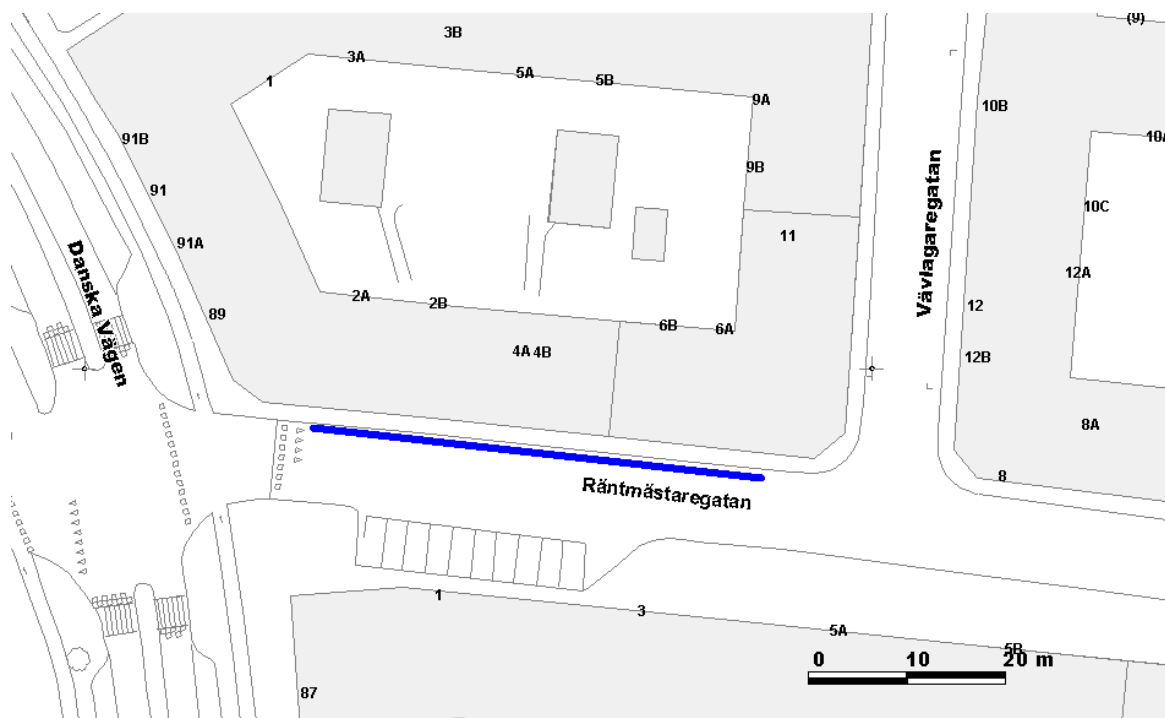 (9)
3B
3A
5A
5B
1
9A
10B
91B
10A
9B
91
10C
11
91A
12A
Danska Vägen
Vävlagaregatan
2A
2B
12
89
6B
6A
4A 4B
12B
8A
8
Räntmästaregatan
1
3
5A
5B
0 10 20 m
87